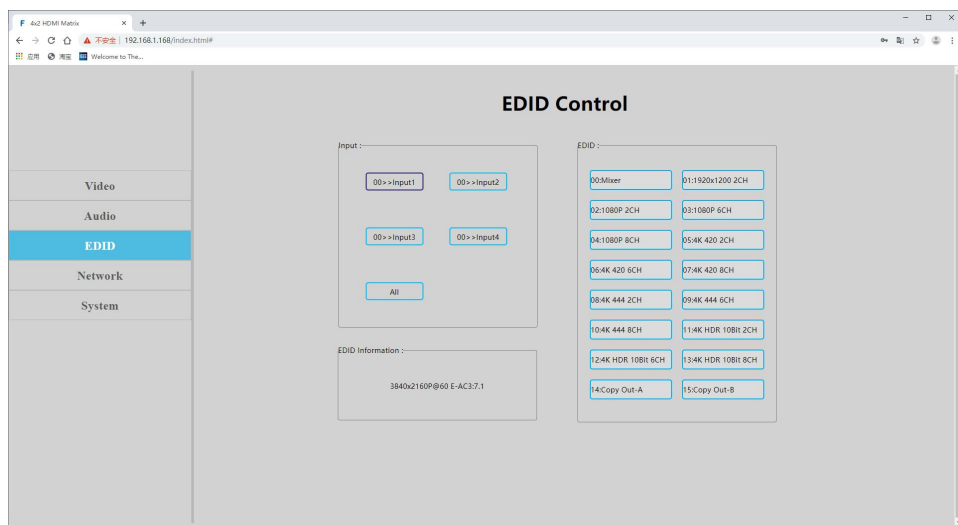 F 4x2 HDMI Matrix
不安全 192.168.1.168/index.html#
应用 淘宝 Welcome to The...
EDID Control
Video
Audio
EDID
Network
System
Input :
00>>Input1 00>>Input2
00>>Input3 00>>Input4
All
EDID Information :
3840x2160P@60 E-AC3:7.1
EDID :
00:Mixer 01:1920x1200 2CH
02:1080P 2CH 03:1080P 6CH
04:1080P 8CH 05:4K 420 2CH
06:4K 420 6CH 07:4K 420 8CH
08:4K 444 2CH 09:4K 444 6CH
10:4K 444 8CH 11:4K HDR 10Bit 2CH
12:4K HDR 10Bit 6CH 13:4K HDR 10Bit 8CH
14:Copy Out-A 15:Copy Out-B